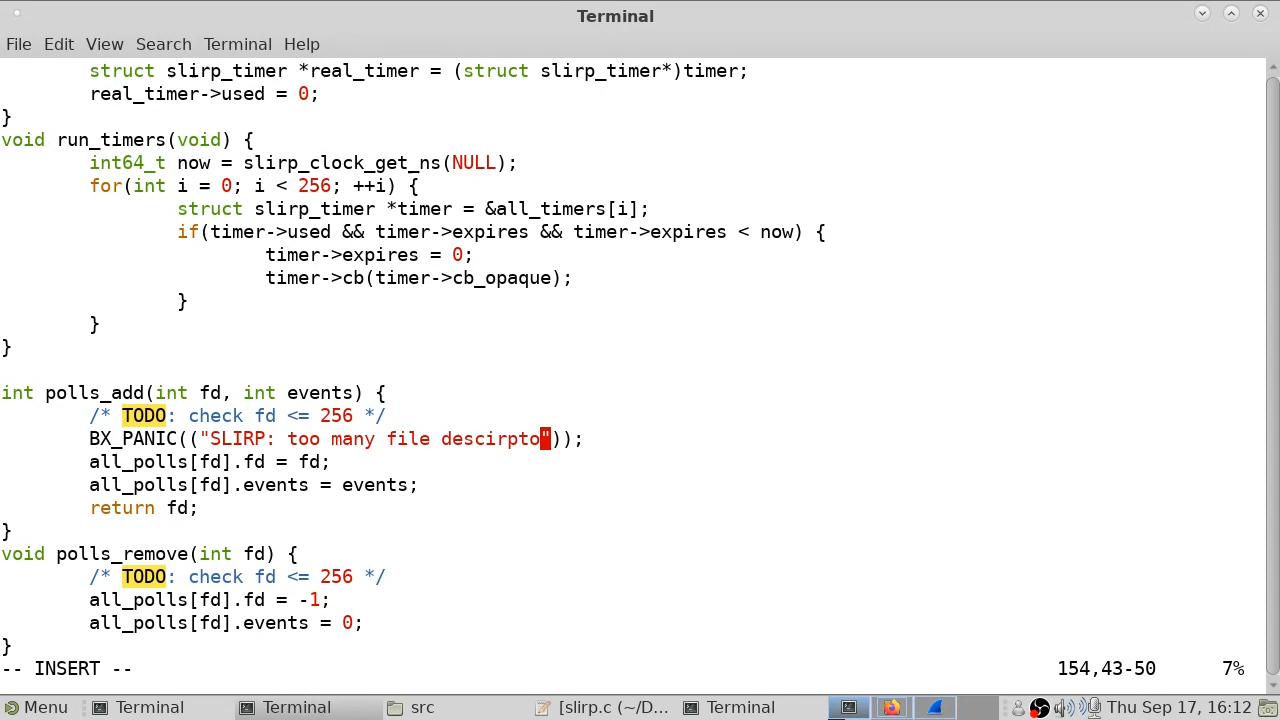 Terminal
File Edit View Search Terminal Help
        struct slirp_timer *real_timer = (struct slirp_timer*)timer;
        real_timer->used = 0;
}
void run_timers(void) {
        int64_t now = slirp_clock_get_ns(NULL);
        for(int i = 0; i < 256; ++i) {
                struct slirp_timer *timer = &all_timers[i];
                if(timer->used && timer->expires && timer->expires < now) {
                        timer->expires = 0;
                        timer->cb(timer->cb_opaque);
                }
        }
}

int polls_add(int fd, int events) {
        /* TODO: check fd <= 256 */
        BX_PANIC(("SLIRP: too many file descirpto"));
        all_polls[fd].fd = fd;
        all_polls[fd].events = events;
        return fd;
}
void polls_remove(int fd) {
        /* TODO: check fd <= 256 */
        all_polls[fd].fd = -1;
        all_polls[fd].events = 0;
}
-- INSERT -- 154,43-50 7%
Menu Terminal Terminal src [slirp.c (~/D... Terminal Thu Sep 17, 16:12